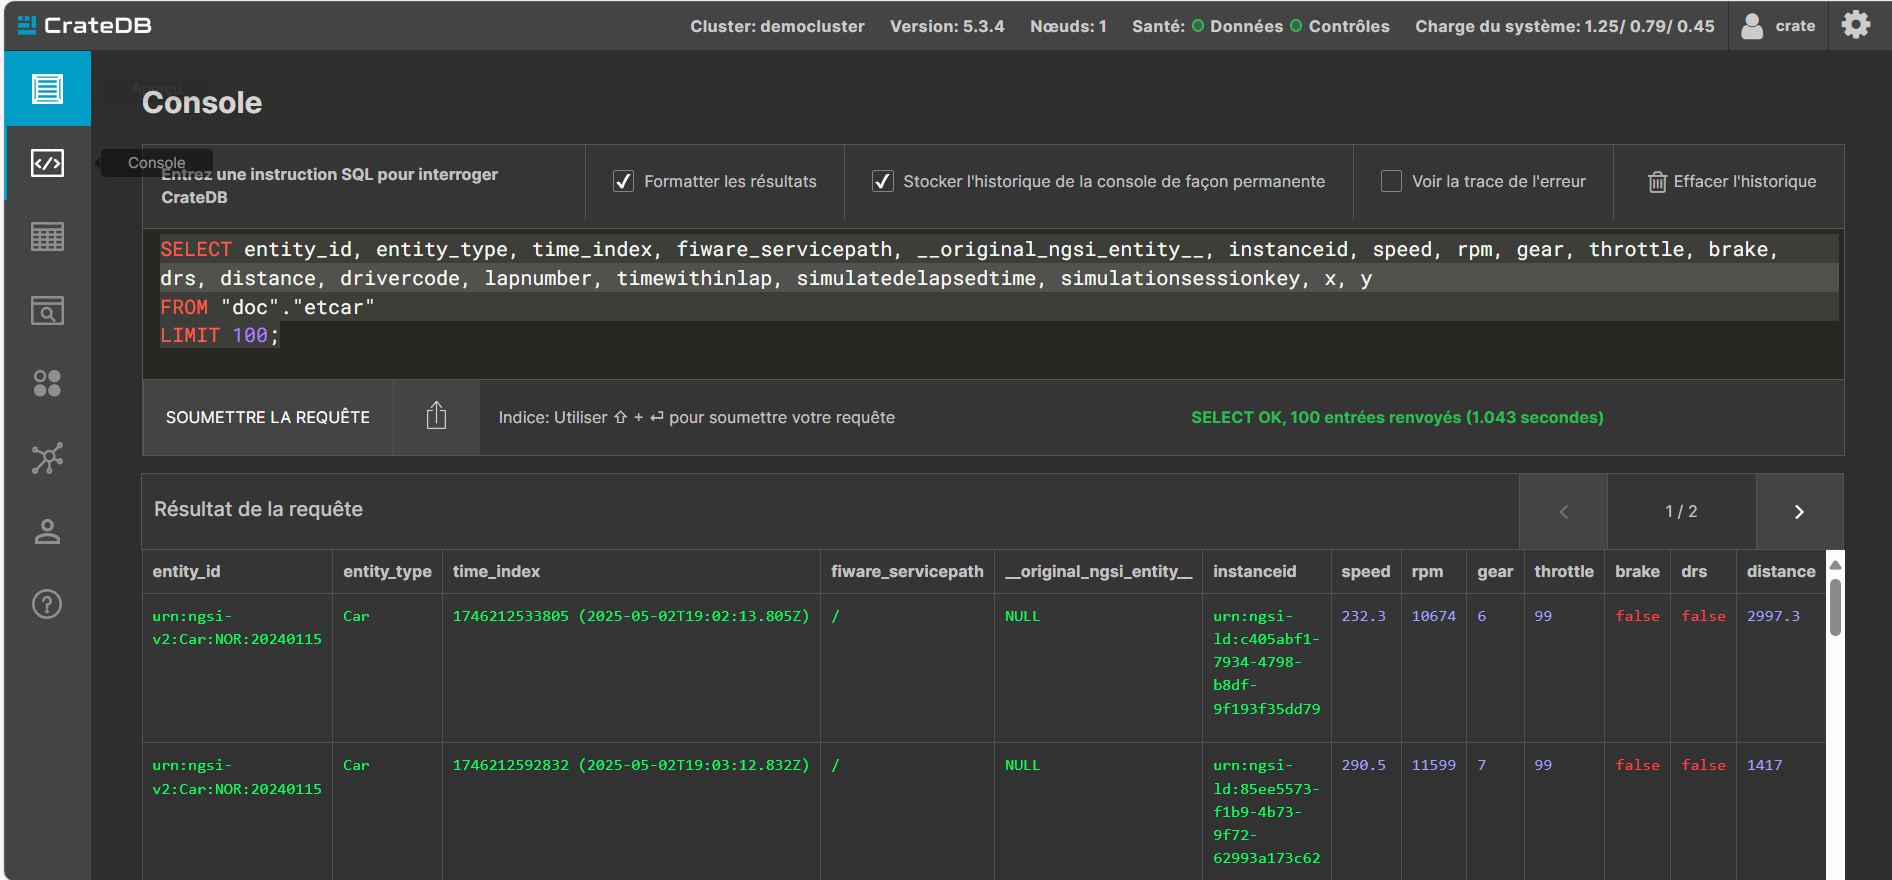 CrateDB
Cluster: democluster Version: 5.3.4 Nœuds: 1 Santé: Données Contrôles Charge du système: 1.25/ 0.79/ 0.45 crate
Aperçu
Console
Console
Entrez une instruction SQL pour interroger
CrateDB
Formatter les résultats
Stocker l'historique de la console de façon permanente
Voir la trace de l'erreur
Effacer l'historique
SELECT entity_id, entity_type, time_index, fiware_servicepath, __original_ngsi_entity__, instanceid, speed, rpm, gear, throttle, brake,
drs, distance, drivercode, lapnumber, timewithinlap, simulatedelapsedtime, simulationsessionkey, x, y
FROM "doc"."etcar"
LIMIT 100;
SOUMETTRE LA REQUÊTE
Indice: Utiliser ⇧ + ↵ pour soumettre votre requête
SELECT OK, 100 entrées renvoyés (1.043 secondes)
Résultat de la requête
1 / 2
entity_id entity_type time_index fiware_servicepath __original_ngsi_entity__ instanceid speed rpm gear throttle brake drs distance
urn:ngsi- Car 1746212533805 (2025-05-02T19:02:13.805Z) / NULL urn:ngsi- 232.3 10674 6 99 false false 2997.3
v2:Car:NOR:20240115 ld:c405abf1-
7934-4798-
b8df-
9f193f35dd79
urn:ngsi- Car 1746212592832 (2025-05-02T19:03:12.832Z) / NULL urn:ngsi- 290.5 11599 7 99 false false 1417
v2:Car:NOR:20240115 ld:85ee5573-
f1b9-4b73-
9f72-
62993a173c62